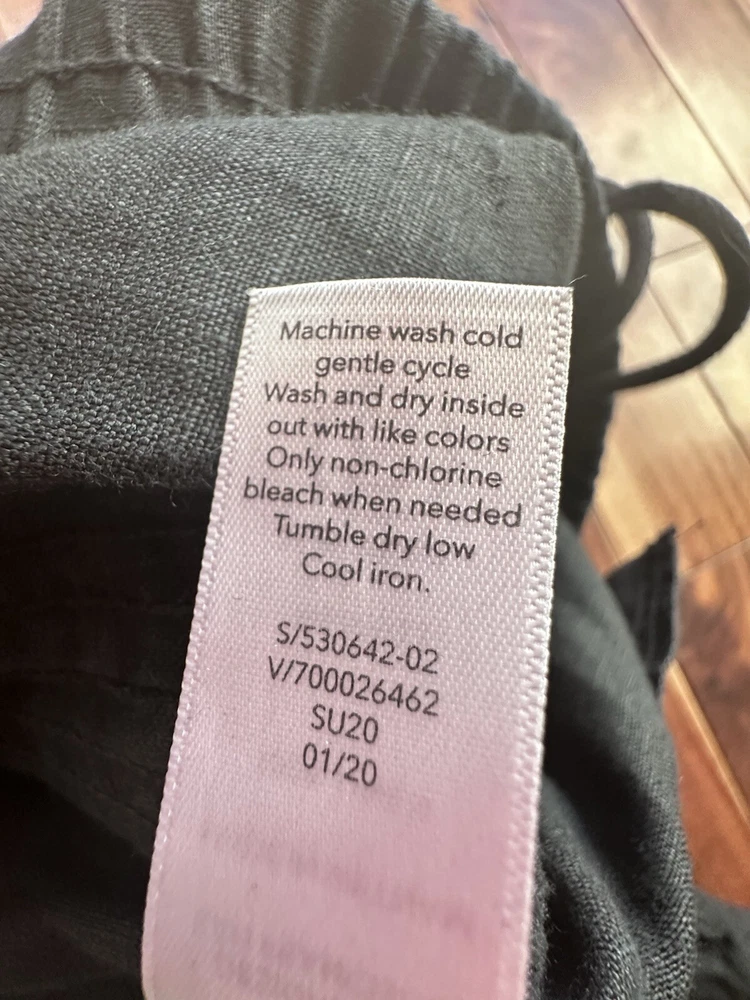 Machine wash cold
gentle cycle
Wash and dry inside
out with like colors
Only non-chlorine
bleach when needed
Tumble dry low
Cool iron.
S/530642-02
V/700026462
SU20
01/20